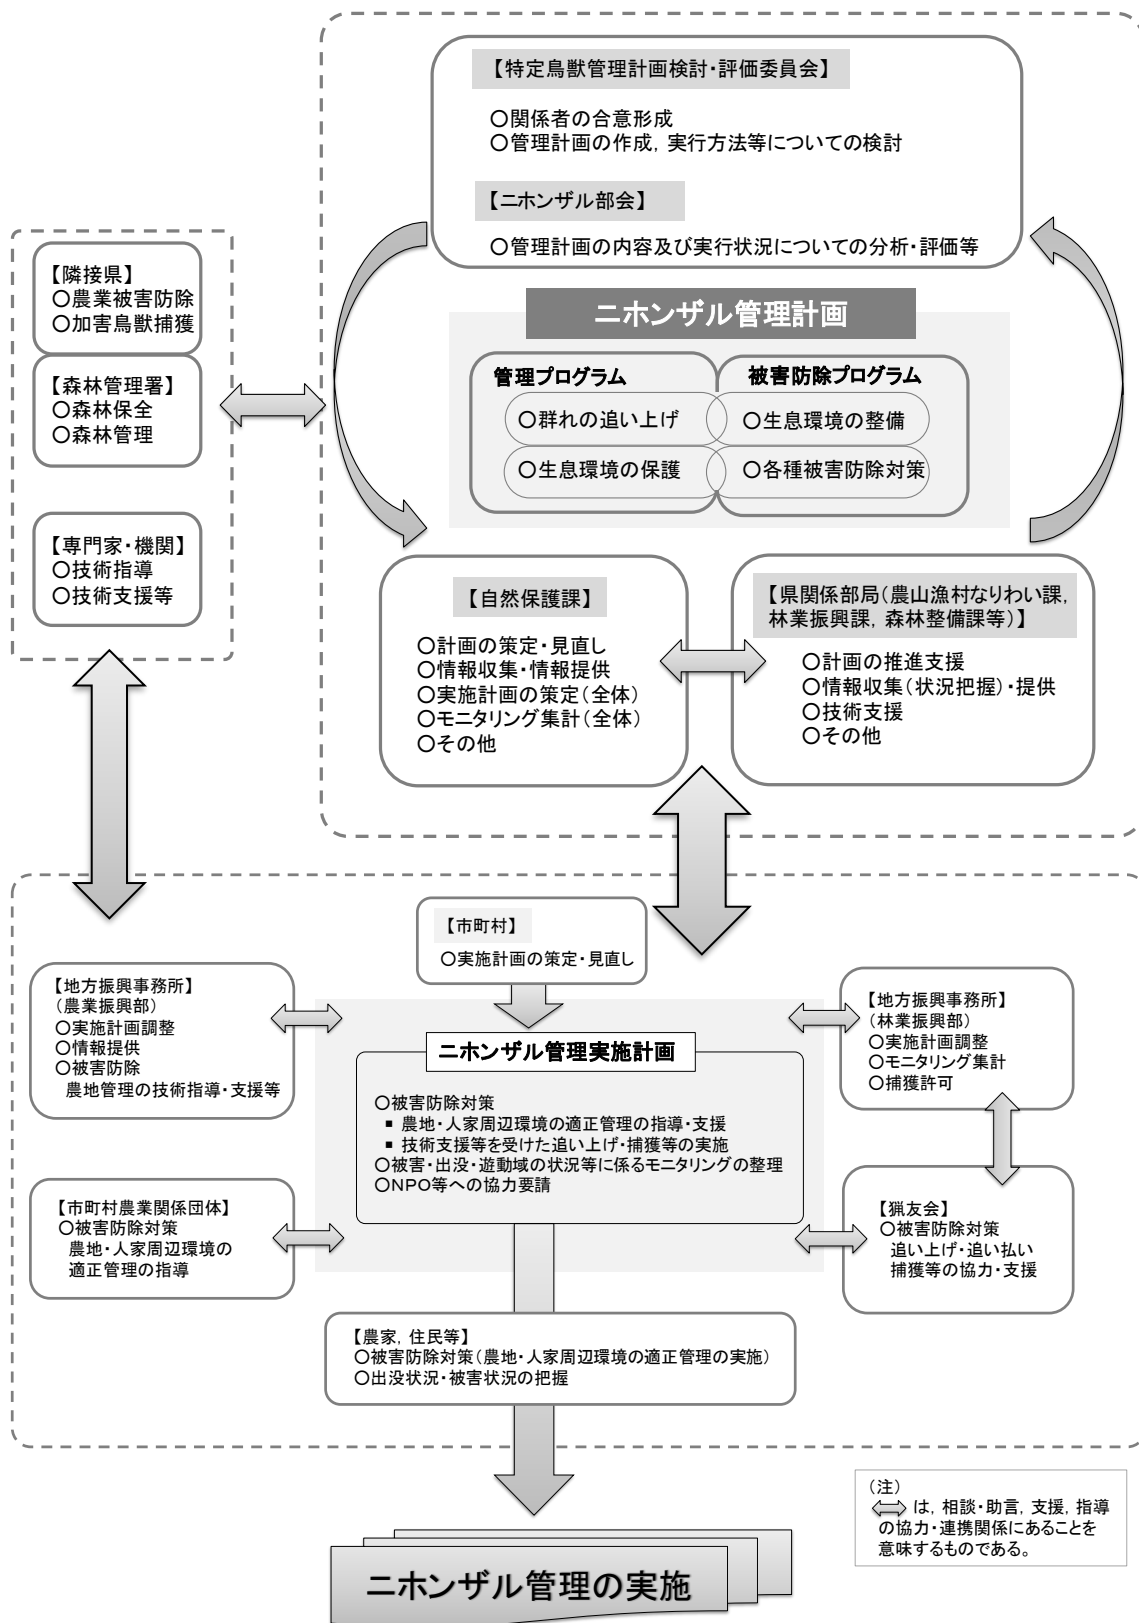 【特定鳥獣管理計画検討・評価委員会】
○関係者の合意形成
○管理計画の作成，実行方法等についての検討
【ニホンザル部会】
○管理計画の内容及び実行状況についての分析・評価等
【隣接県】
○農業被害防除
○加害鳥獣捕獲
【森林管理署】
○森林保全
○森林管理
【専門家・機関】
○技術指導
○技術支援等
ニホンザル管理計画
管理プログラム
○群れの追い上げ
○生息環境の保護
被害防除プログラム
○生息環境の整備
○各種被害防除対策
【自然保護課】
○計画の策定・見直し
○情報収集・情報提供
○実施計画の策定（全体）
○モニタリング集計（全体）
○その他
【県関係部局（農山漁村なりわい課，
林業振興課，森林整備課等）】
○計画の推進支援
○情報収集（状況把握）・提供
○技術支援
○その他
【市町村】
○実施計画の策定・見直し
【地方振興事務所】
（農業振興部）
○実施計画調整
○情報提供
○被害防除
農地管理の技術指導・支援等
【地方振興事務所】
（林業振興部）
○実施計画調整
○モニタリング集計
○捕獲許可
ニホンザル管理実施計画
○被害防除対策
▪ 農地・人家周辺環境の適正管理の指導・支援
▪ 技術支援等を受けた追い上げ・捕獲等の実施
○被害・出没・遊動域の状況等に係るモニタリングの整理
○NPO等への協力要請
【市町村農業関係団体】
○被害防除対策
農地・人家周辺環境の
適正管理の指導
【猟友会】
○被害防除対策
追い上げ・追い払い
捕獲等の協力・支援
【農家，住民等】
○被害防除対策（農地・人家周辺環境の適正管理の実施）
○出没状況・被害状況の把握
（注）
は，相談・助言，支援，指導
の協力・連携関係にあることを
意味するものである。
ニホンザル管理の実施